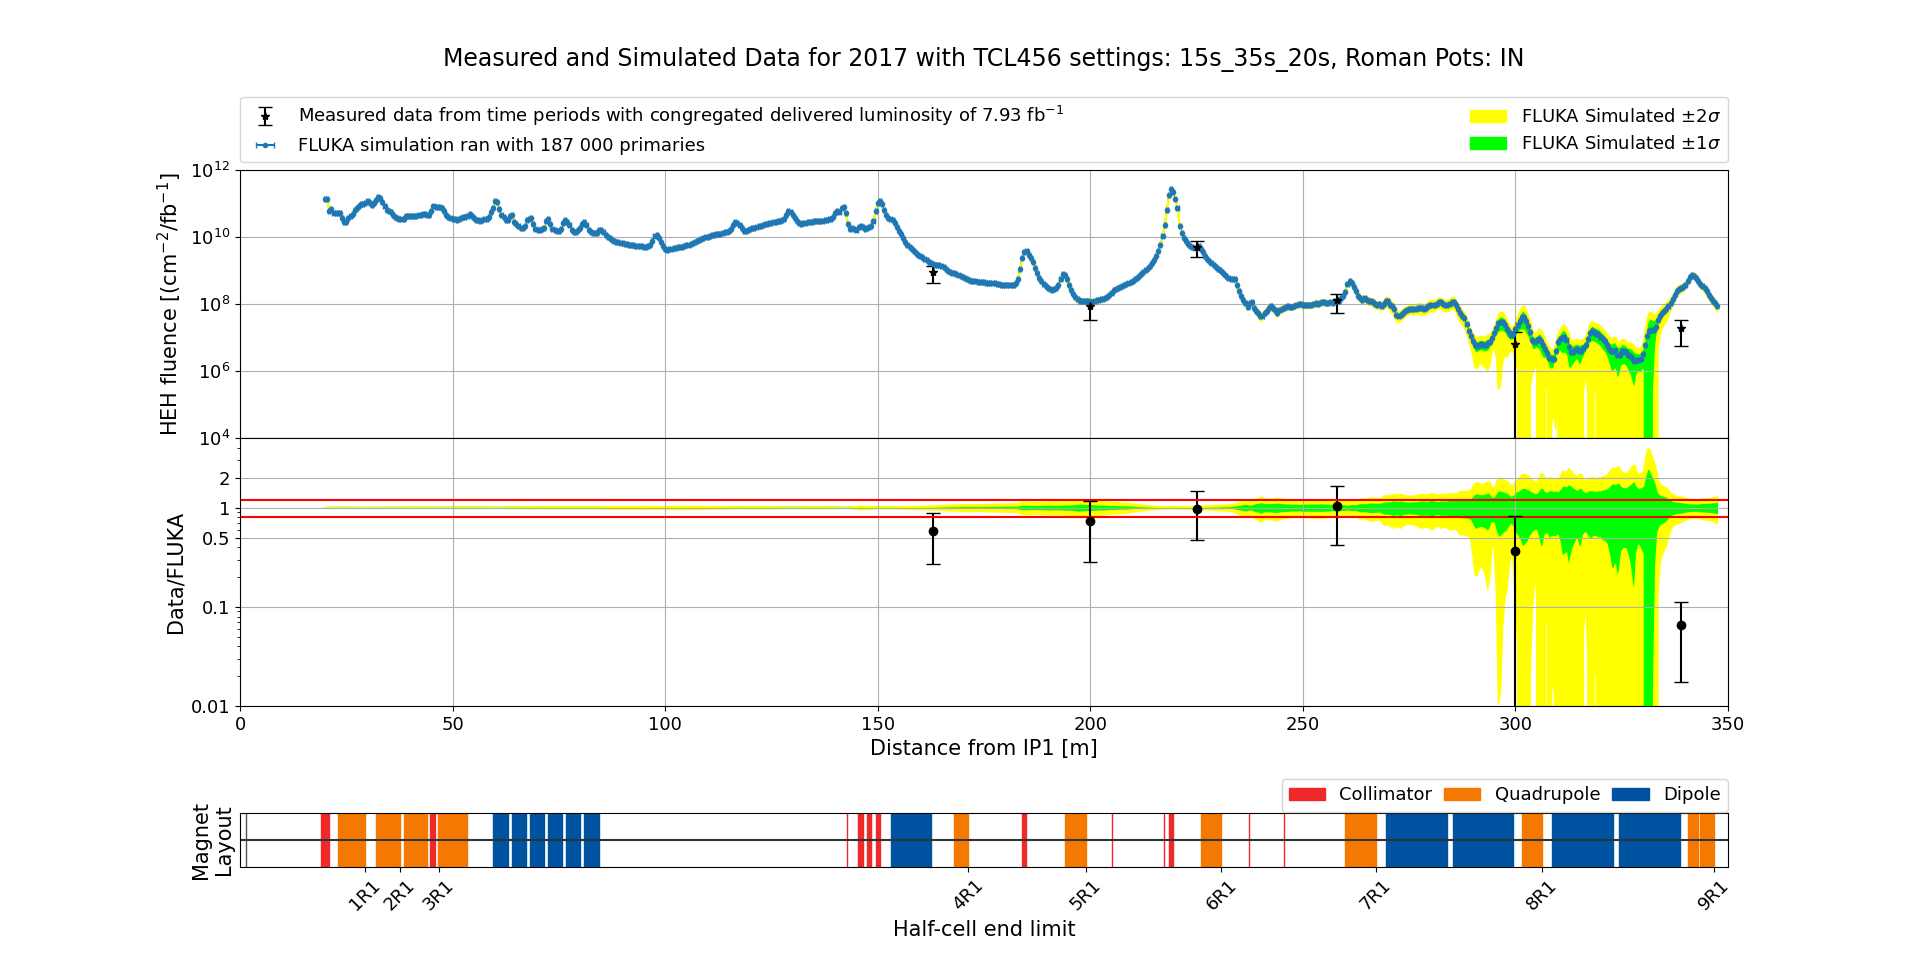 Measured and Simulated Data for 2017 with TCL456 settings: 15s_35s_20s, Roman Pots: IN
Measured data from time periods with congregated delivered luminosity of 7.93 fb⁻¹
FLUKA simulation ran with 187 000 primaries
FLUKA Simulated ±2σ
FLUKA Simulated ±1σ
HEH fluence [(cm⁻²/fb⁻¹]
10¹²
10¹⁰
10⁸
10⁶
10⁴
Data/FLUKA
2
1
0.5
0.1
0.01
0 50 100 150 200 250 300 350
Distance from IP1 [m]
Collimator Quadrupole Dipole
Magnet
Layout
1R1 2R1 3R1 4R1 5R1 6R1 7R1 8R1 9R1
Half-cell end limit